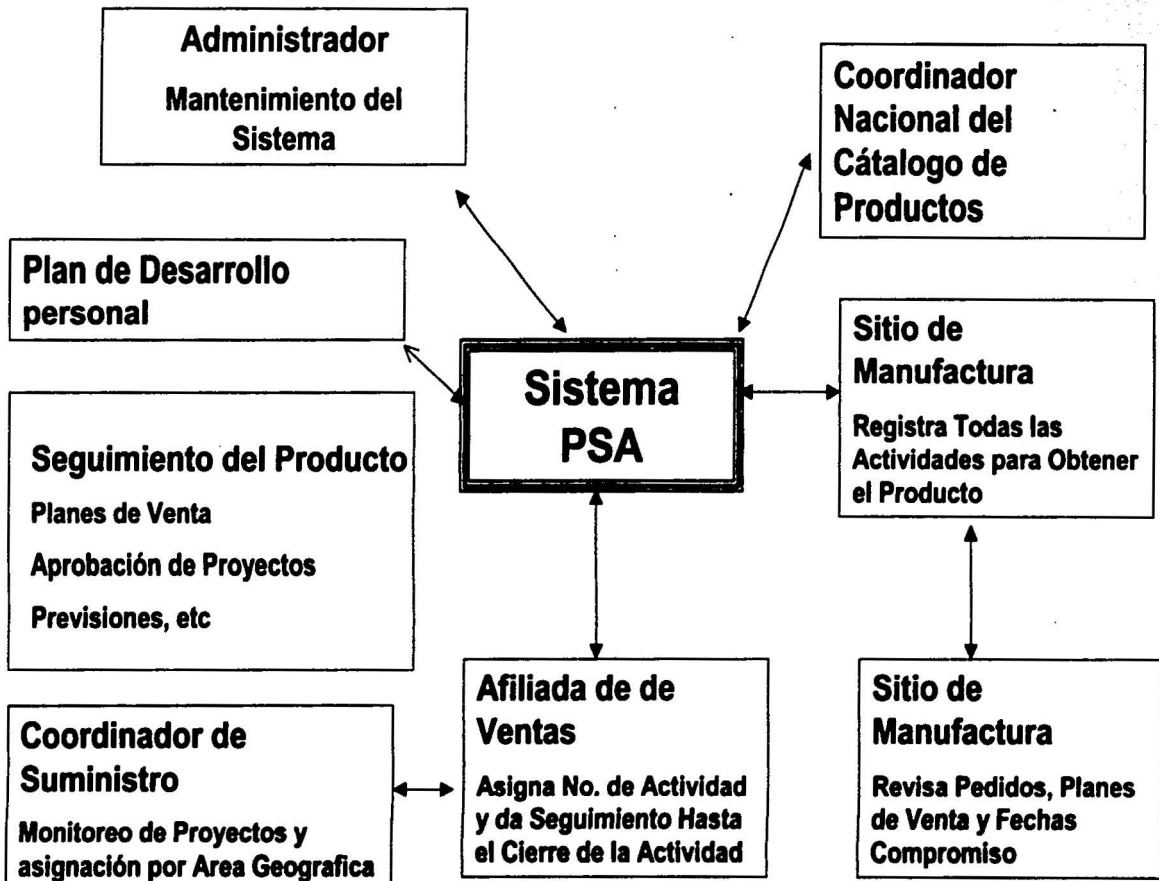 Administrador
Mantenimiento del
Sistema
Coordinador
Nacional del
Cátalogo de
Productos
Plan de Desarrollo
personal
Sistema
PSA
Sitio de
Manufactura
Registra Todas las
Actividades para Obtener
el Producto
Seguimiento del Producto
Planes de Venta
Aprobación de Proyectos
Previsiones, etc
Coordinador de
Suministro
Monitoreo de Proyectos y
asignación por Area Geografica
Afiliada de de
Ventas
Asigna No. de Actividad
y da Seguimiento Hasta
el Cierre de la Actividad
Sitio de
Manufactura
Revisa Pedidos, Planes
de Venta y Fechas
Compromiso